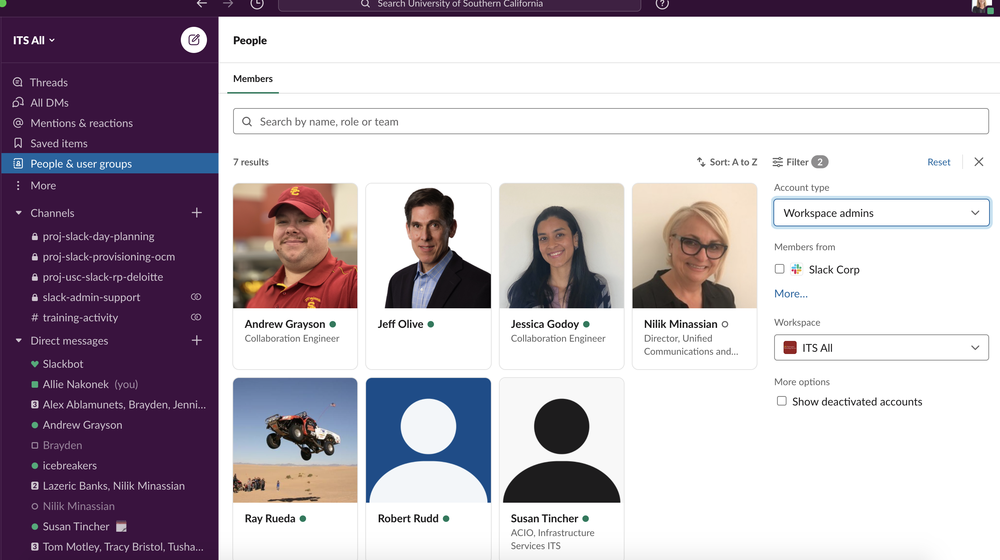 Search University of Southern California
ITS All
Threads
All DMs
Mentions & reactions
Saved items
People & user groups
More
Channels
proj-slack-day-planning
proj-slack-provisioning-ocm
proj-usc-slack-rp-deloitte
slack-admin-support
# training-activity
Direct messages
Slackbot
Allie Nakonek (you)
3 Alex Ablamunets, Brayden, Jenni...
Andrew Grayson
Brayden
icebreakers
2 Lazeric Banks, Nilik Minassian
Nilik Minassian
Susan Tincher
3 Tom Motley, Tracy Bristol, Tusha...
People
Members
Search by name, role or team
7 results
Sort: A to Z
Filter 2
Reset
SC
Trojans
SC
Andrew Grayson
Collaboration Engineer
Jeff Olive
Jessica Godoy
Collaboration Engineer
Nilik Minassian
Director, Unified
Communications and...
Ray Rueda
Robert Rudd
Susan Tincher
ACIO, Infrastructure
Services ITS
Account type
Workspace admins
Members from
Slack Corp
More...
Workspace
ITS All
More options
Show deactivated accounts